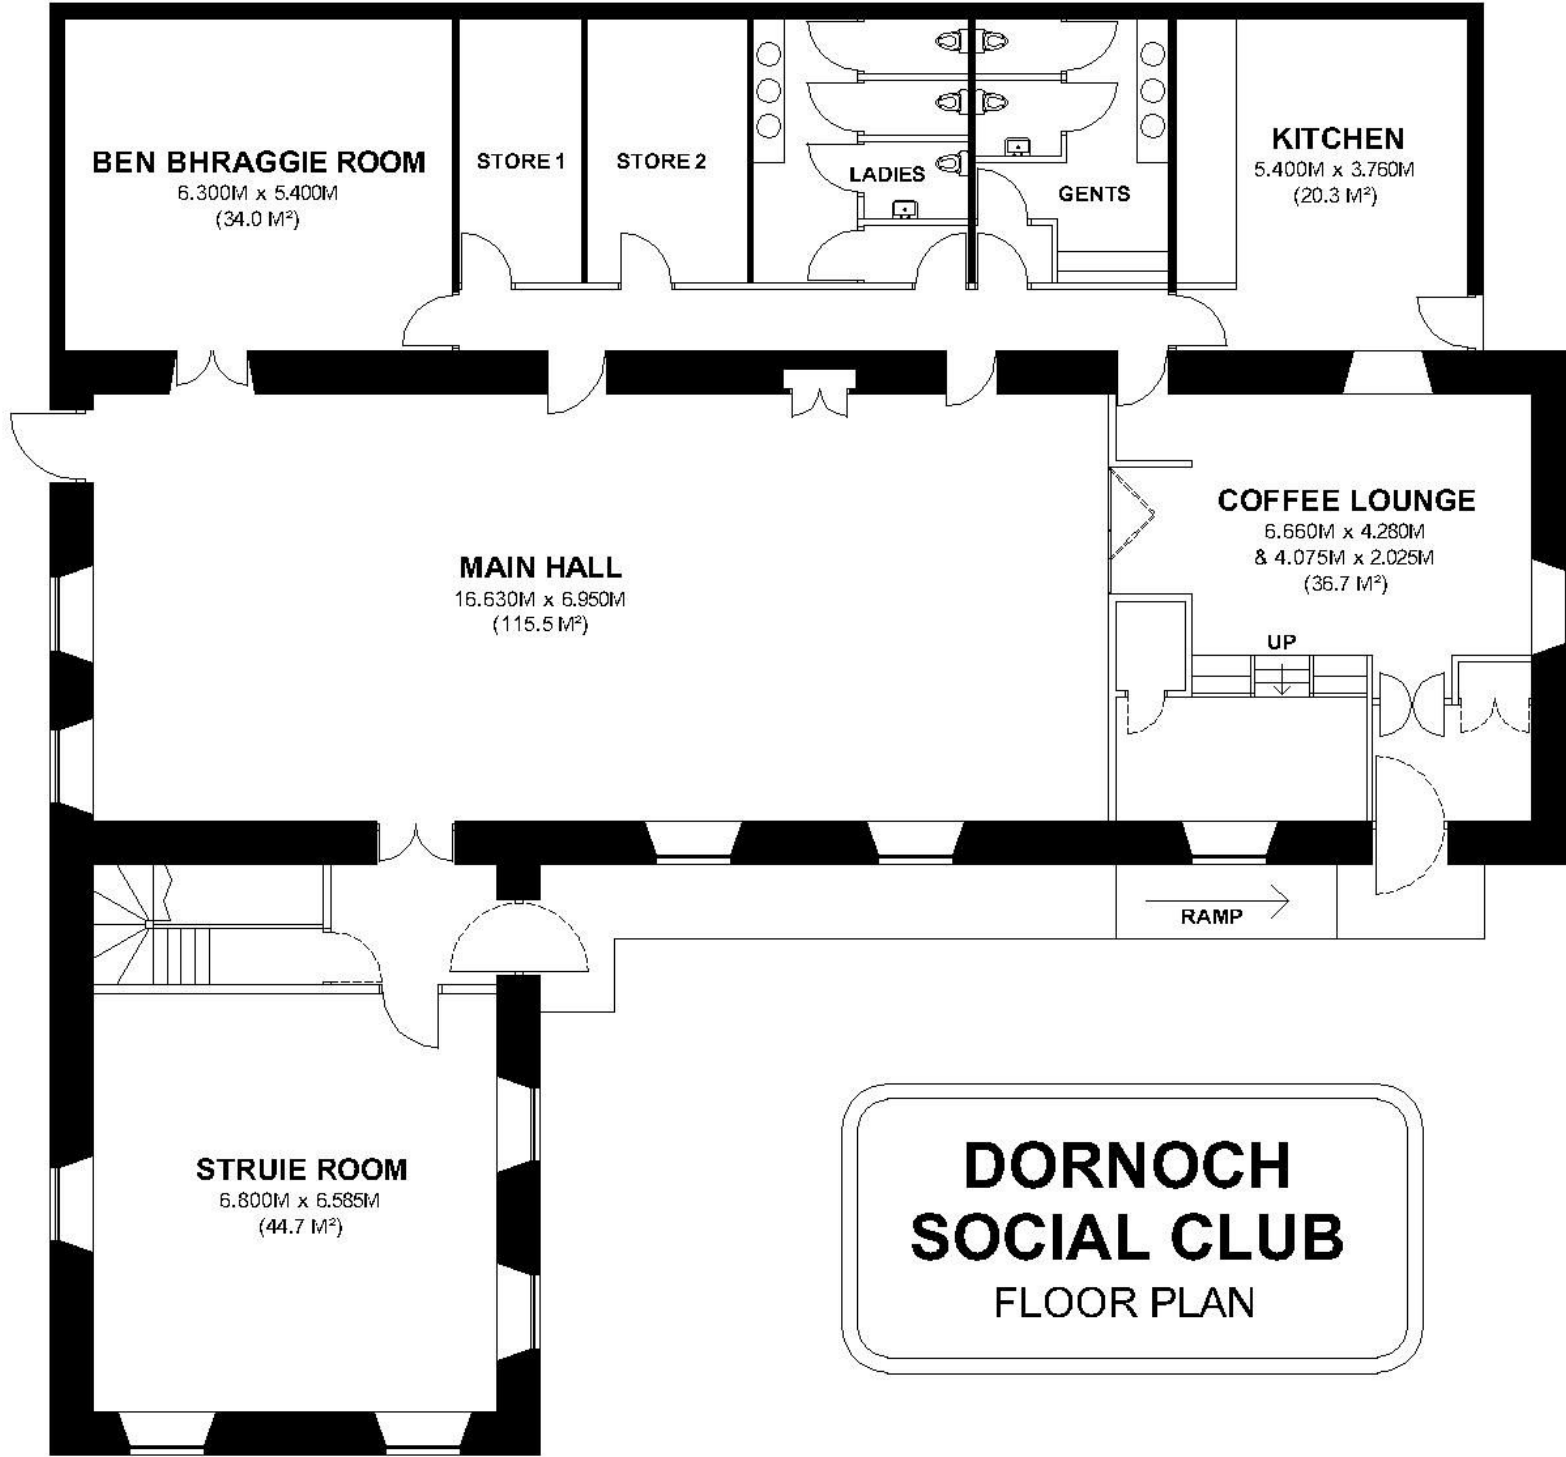 BEN BHRAGGIE ROOM
6.300M x 5.400M
(34.0 M²)
STORE 1
STORE 2
LADIES
GENTS
KITCHEN
5.400M x 3.760M
(20.3 M²)
MAIN HALL
16.630M x 6.950M
(115.5 M²)
COFFEE LOUNGE
6.660M x 4.280M
& 4.075M x 2.025M
(36.7 M²)
UP
RAMP
STRUIE ROOM
6.800M x 6.585M
(44.7 M²)
DORNOCH
SOCIAL CLUB
FLOOR PLAN